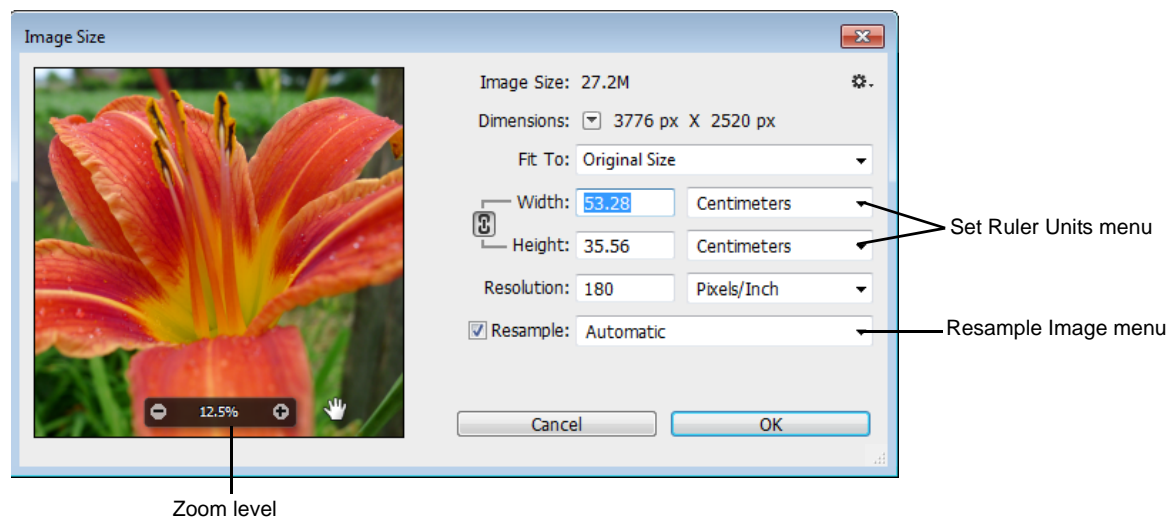 Image Size
Image Size: 27.2M
Dimensions: 3776 px X 2520 px
Fit To: Original Size
Width: 53.28 Centimeters
Set Ruler Units menu
Height: 35.56 Centimeters
Resolution: 180 Pixels/Inch
Resample: Automatic
Resample Image menu
12.5%
Cancel OK
Zoom level